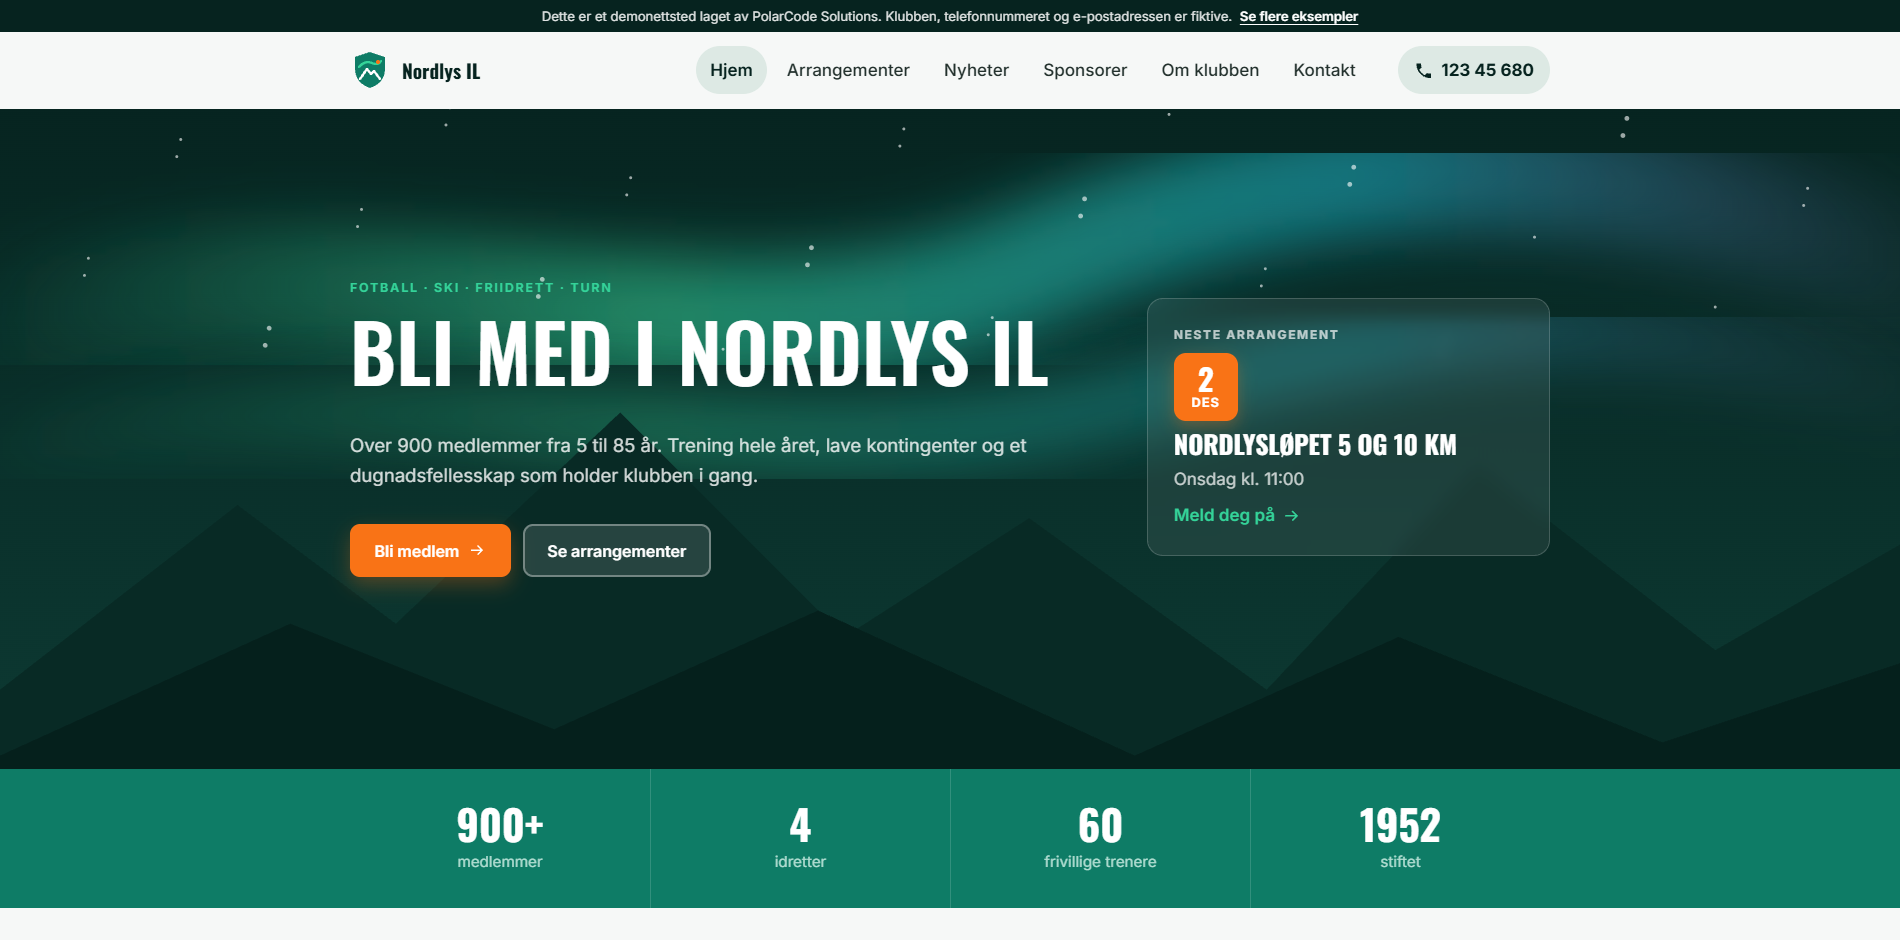 Dette er et demonettsted laget av PolarCode Solutions. Klubben, telefonnummeret og e-postadressen er fiktive. Se flere eksempler
Nordlys IL
Hjem
Arrangementer
Nyheter
Sponsorer
Om klubben
Kontakt
123 45 680
FOTBALL · SKI · FRIIDRETT · TURN
BLI MED I NORDLYS IL
Over 900 medlemmer fra 5 til 85 år. Trening hele året, lave kontingenter og et
dugnadsfellesskap som holder klubben i gang.
Bli medlem →
Se arrangementer
NESTE ARRANGEMENT
2
DES
NORDLYSLØPET 5 OG 10 KM
Onsdag kl. 11:00
Meld deg på →
900+
medlemmer
4
idretter
60
frivillige trenere
1952
stiftet